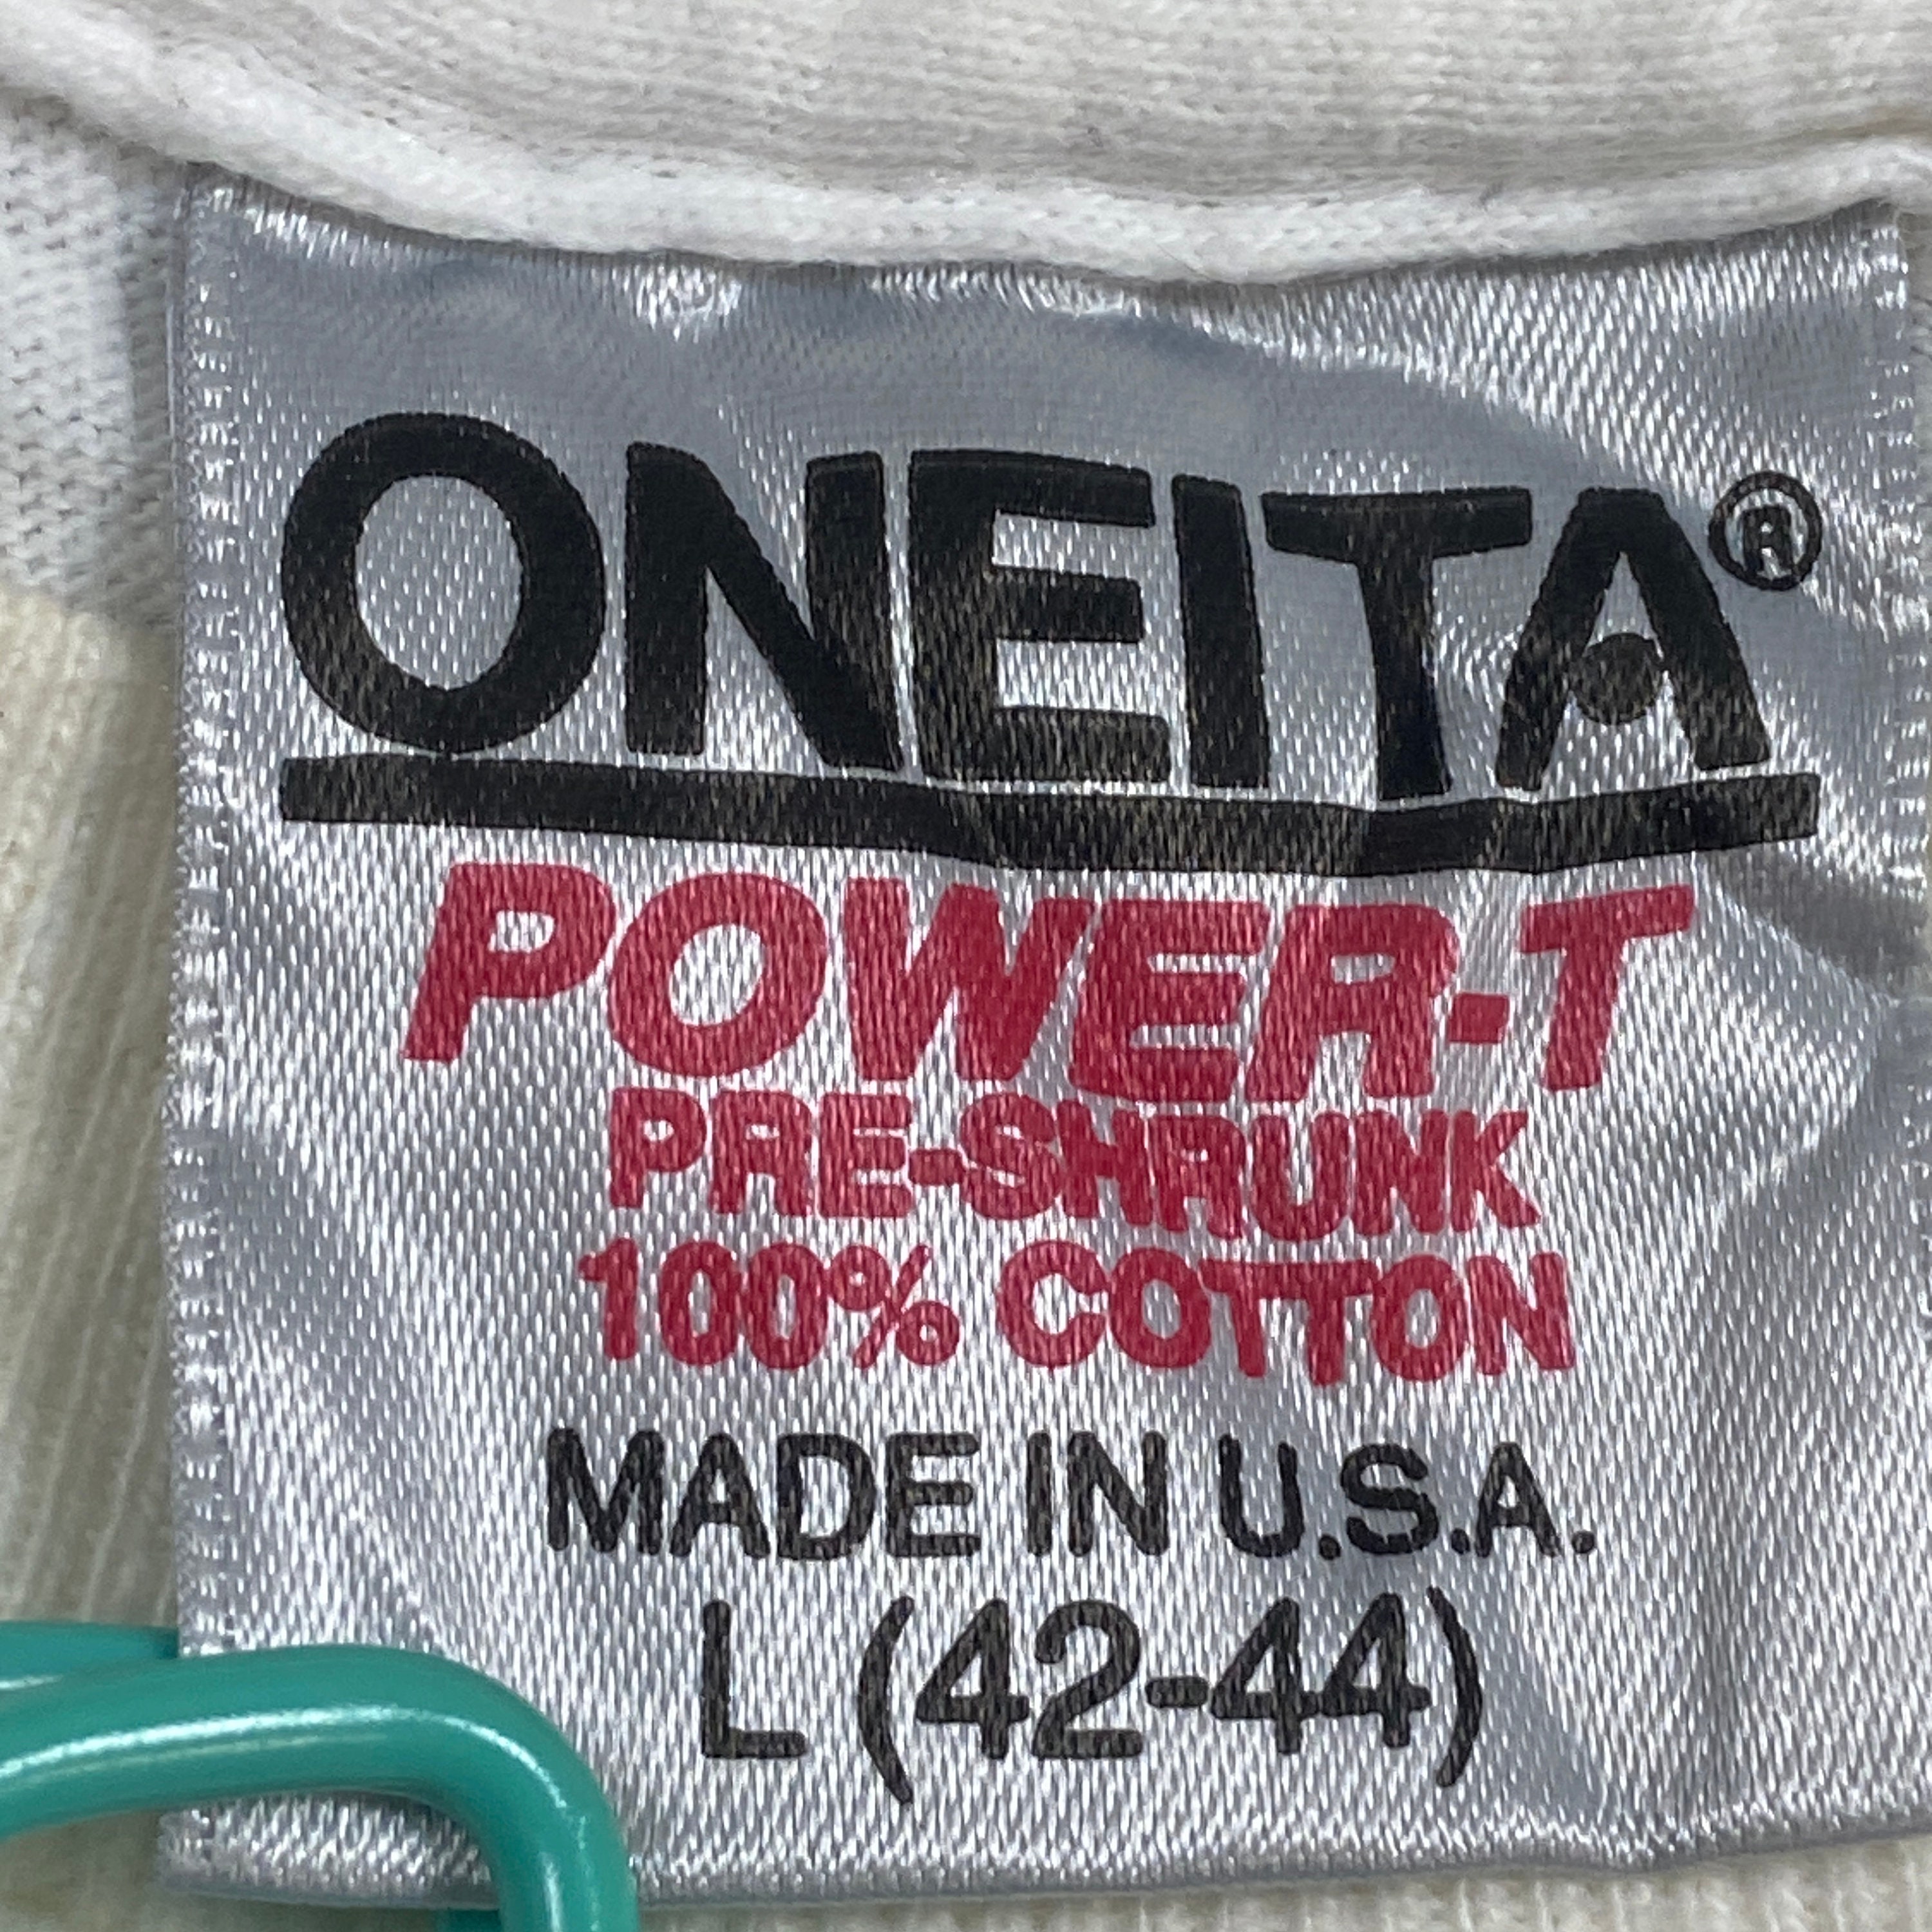 ONEITA®
POWER-T
PRE-SHRUNK
100% COTTON
MADE IN U.S.A.
L (42-44)